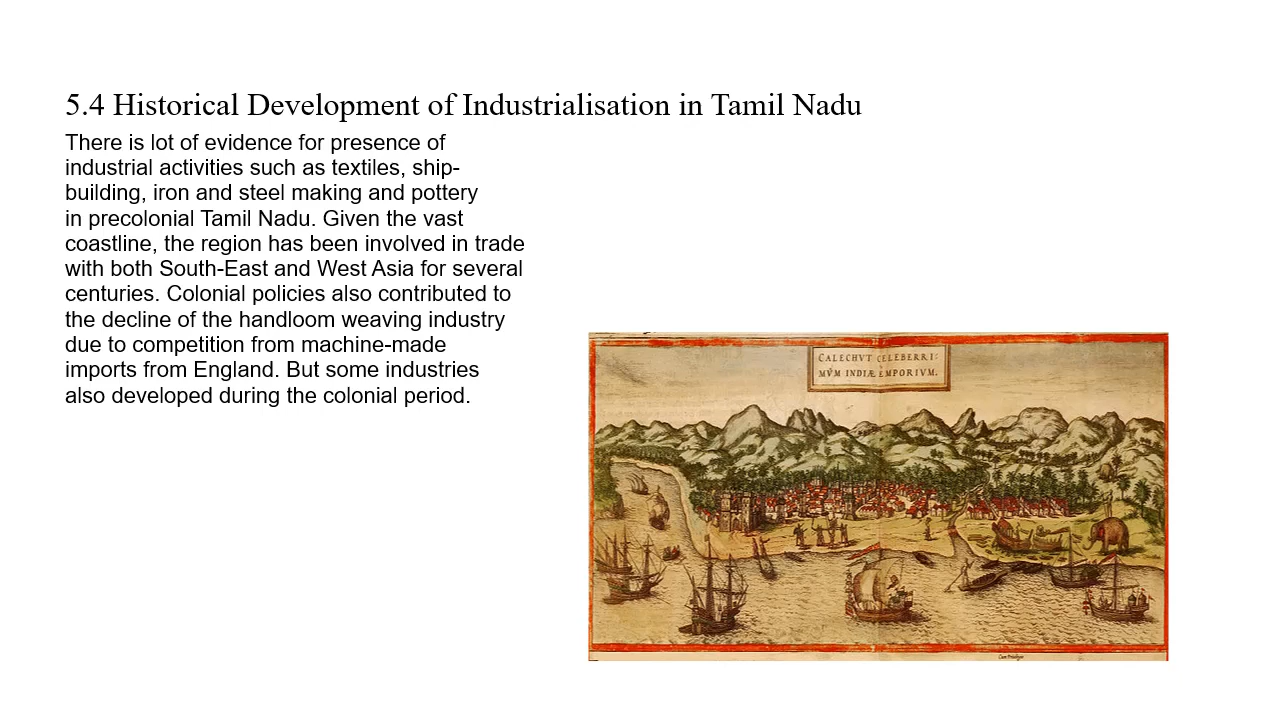 5.4 Historical Development of Industrialisation in Tamil Nadu
There is lot of evidence for presence of
industrial activities such as textiles, ship-
building, iron and steel making and pottery
in precolonial Tamil Nadu. Given the vast
coastline, the region has been involved in trade
with both South-East and West Asia for several
centuries. Colonial policies also contributed to
the decline of the handloom weaving industry
due to competition from machine-made
imports from England. But some industries
also developed during the colonial period.
CALECHVT CELEBERRI:
MVM INDIÆ EMPORIVM.